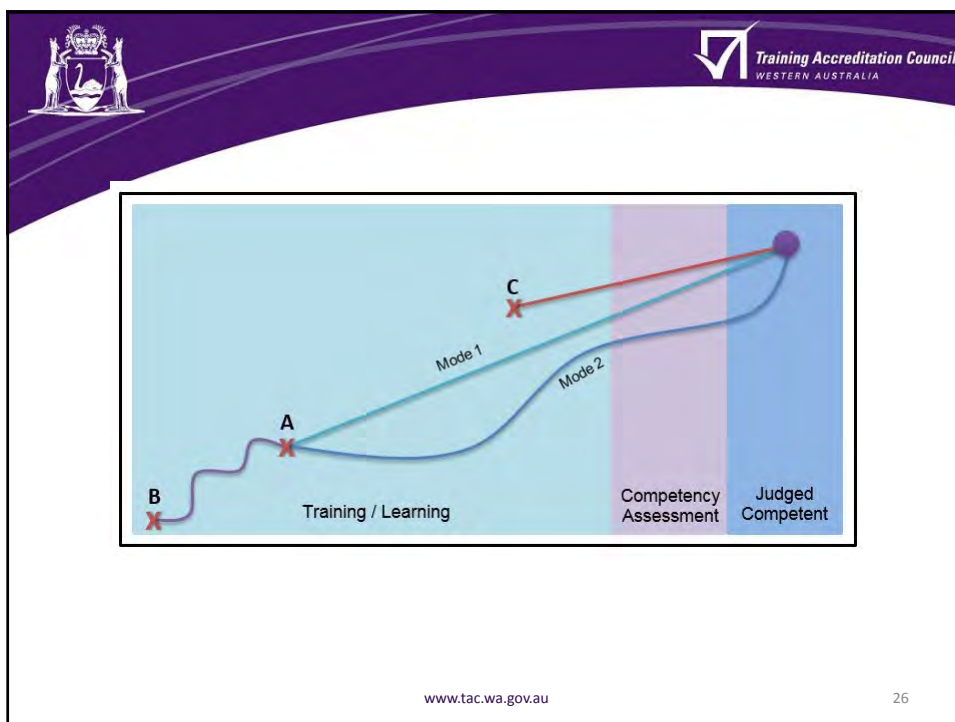 Training Accreditation Council
WESTERN AUSTRALIA
C
Mode 1
Mode 2
A
B
Training / Learning
Competency
Assessment
Judged
Competent
www.tac.wa.gov.au
26